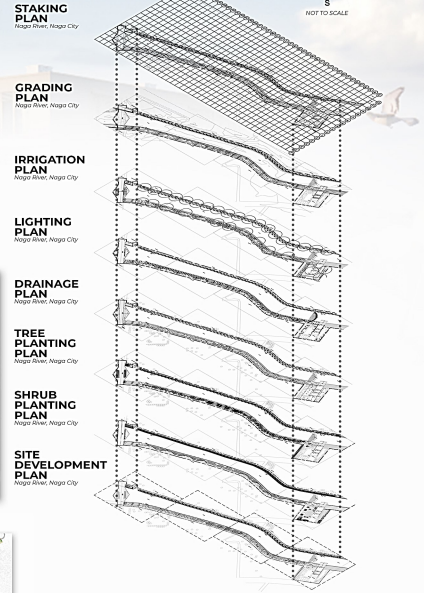 S
NOT TO SCALE
STAKING
PLAN
Naga River, Naga City
GRADING
PLAN
Naga River, Naga City
IRRIGATION
PLAN
Naga River, Naga City
LIGHTING
PLAN
Naga River, Naga City
DRAINAGE
PLAN
Naga River, Naga City
TREE
PLANTING
PLAN
Naga River, Naga City
SHRUB
PLANTING
PLAN
Naga River, Naga City
SITE
DEVELOPMENT
PLAN
Naga River, Naga City